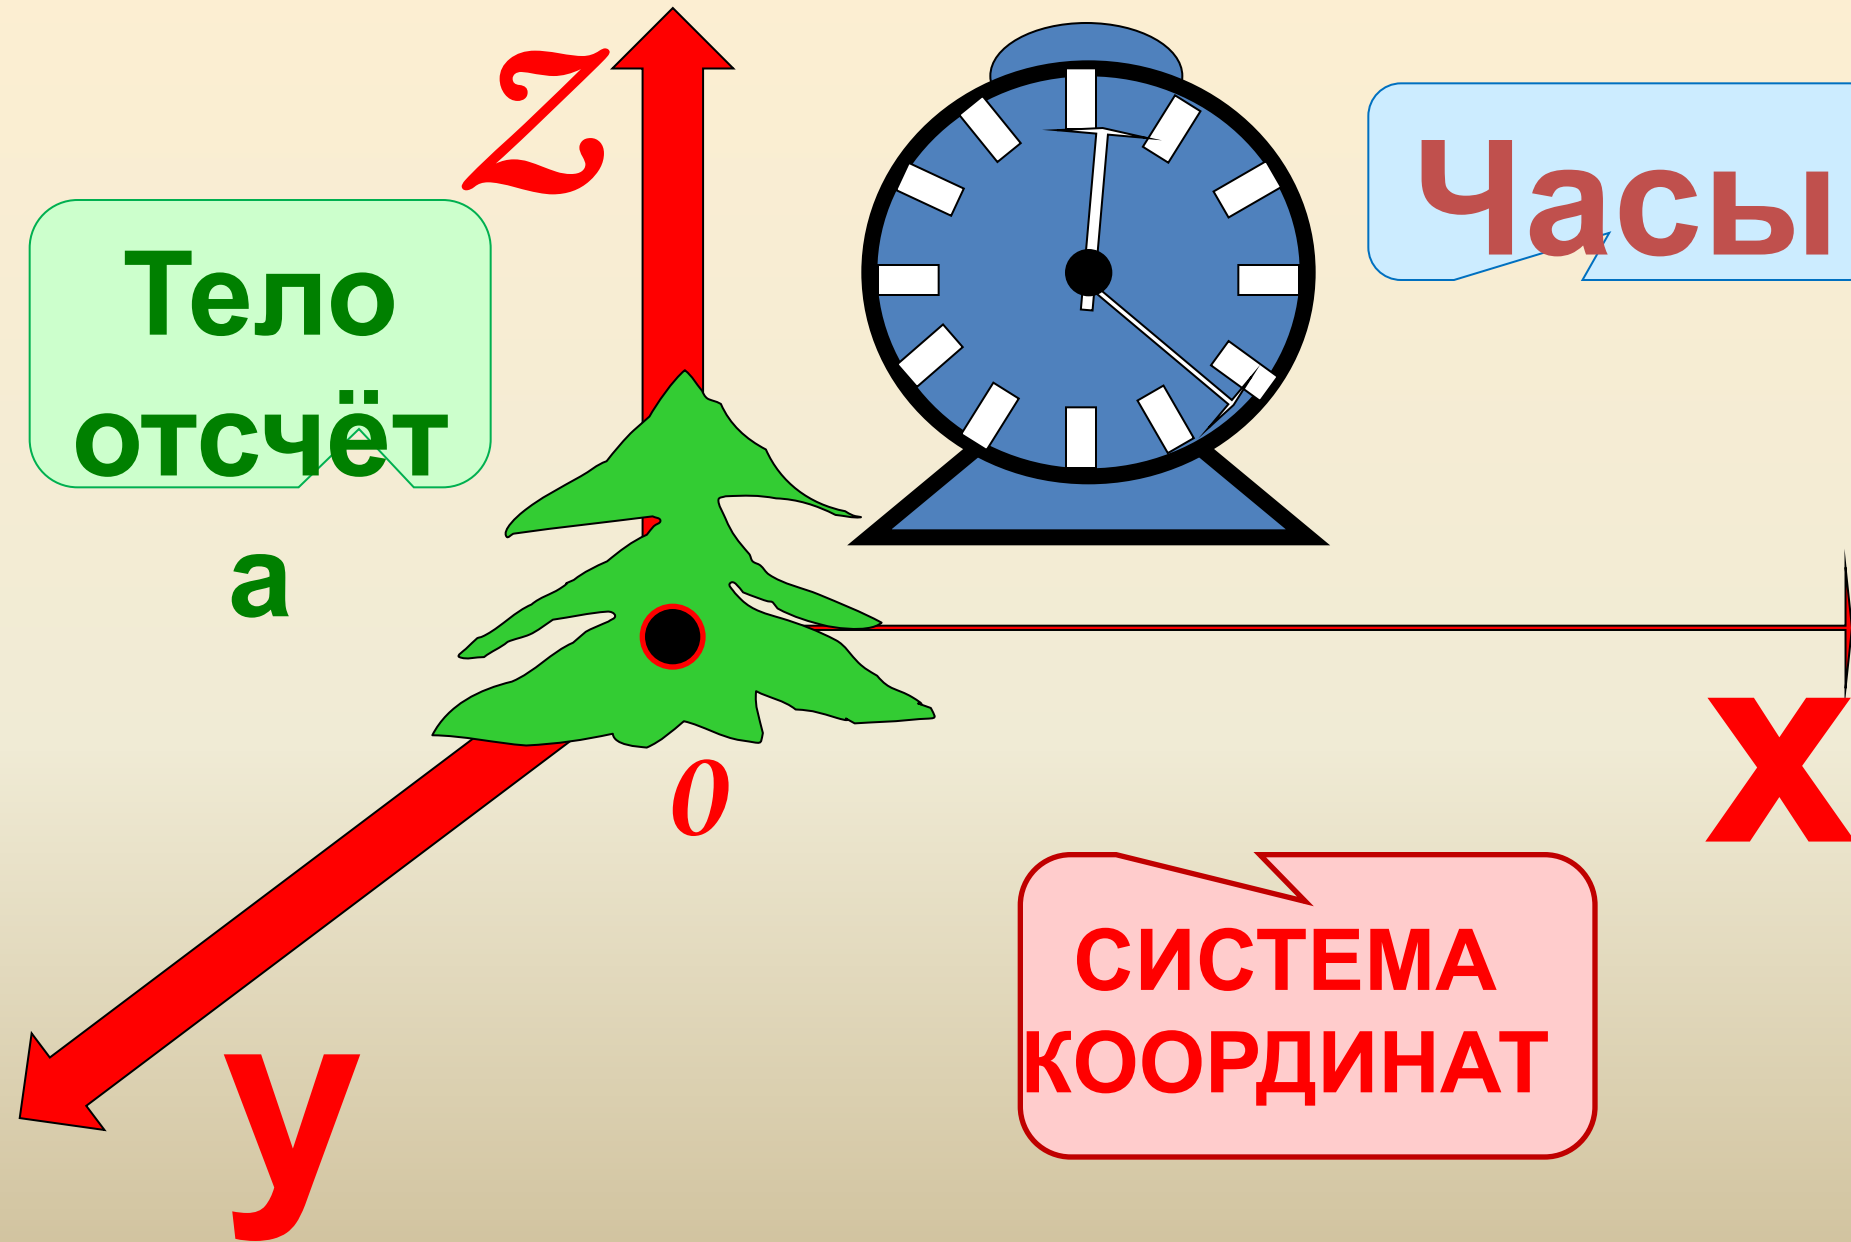 Z
Часы
Тело
отсчёт
а
х
0
СИСТЕМА
КООРДИНАТ
у